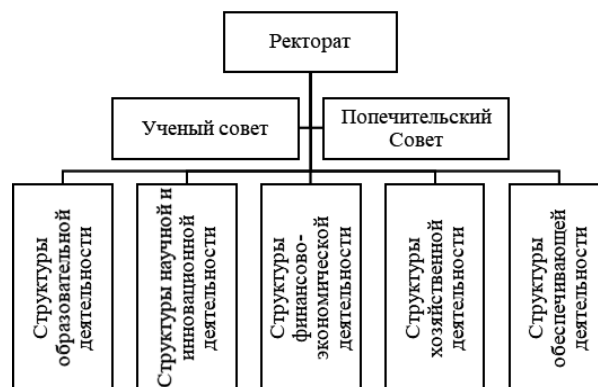 Ректорат
Ученый совет
Попечительский
Совет
Структуры
образовательной
деятельности
Структуры научной и
инновационной
деятельности
Структуры
финансово-
экономической
деятельности
Структуры
хозяйственной
деятельности
Структуры
обеспечивающей
деятельности